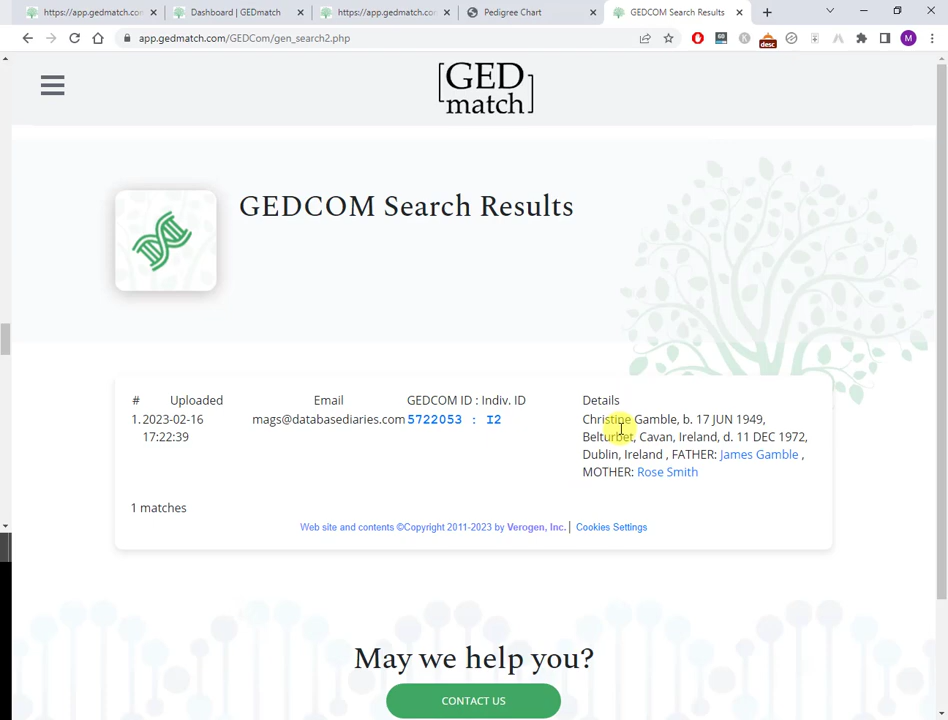 https://app.gedmatch.co
Dashboard | GEDmatch
https://app.gedmatch.co
Pedigree Chart
GEDCOM Search Results
app.gedmatch.com/GEDCom/gen_search2.php
60
K
desc
M
GED
match
GEDCOM Search Results
# Uploaded Email GEDCOM ID : Indiv. ID Details
1. 2023-02-16 mags@databasediaries.com 5722053 : I2 Christine Gamble, b. 17 JUN 1949,
17:22:39 Belturbet, Cavan, Ireland, d. 11 DEC 1972,
Dublin, Ireland , FATHER: James Gamble ,
MOTHER: Rose Smith
1 matches
Web site and contents ©Copyright 2011-2023 by Verogen, Inc. | Cookies Settings
May we help you?
CONTACT US